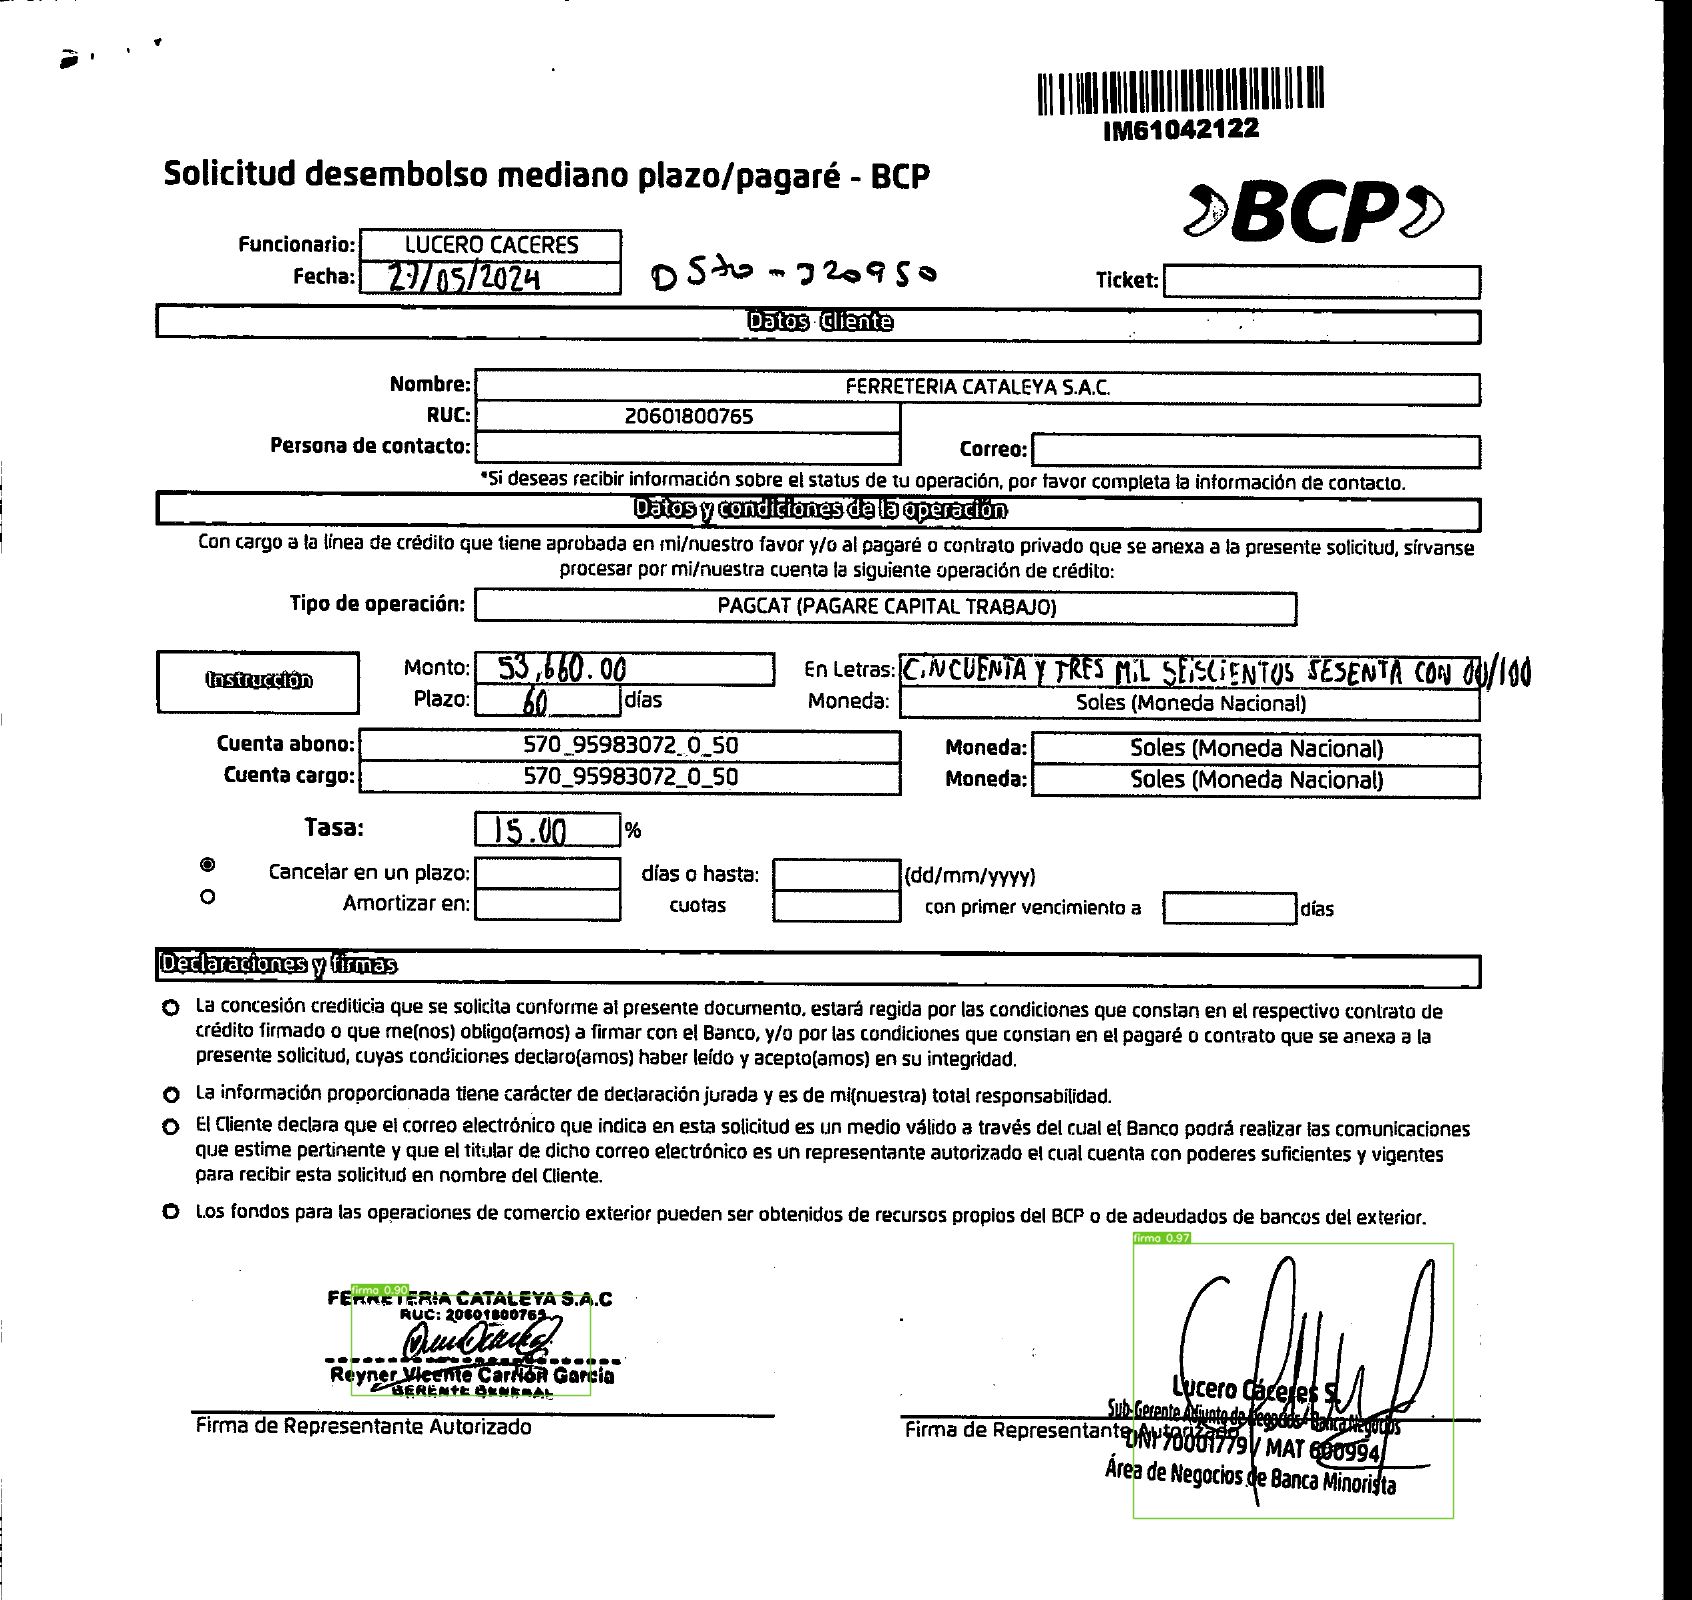 IM61042122
Solicitud desembolso mediano plazo/pagaré - BCP
BCP
Funcionario: LUCERO CACERES
Fecha: 27/05/2024
DSto - 320950
Ticket:
Datos Cliente
Nombre: FERRETERIA CATALEYA S.A.C.
RUC: 20601800765
Persona de contacto:
Correo:
*Si deseas recibir información sobre el status de tu operación, por favor completa la información de contacto.
Datos y condiciones de la operación
Con cargo a la línea de crédito que tiene aprobada en mi/nuestro favor y/o al pagaré o contrato privado que se anexa a la presente solicitud, sírvanse
procesar por mi/nuestra cuenta la siguiente operación de crédito:
Tipo de operación: PAGCAT (PAGARE CAPITAL TRABAJO)
Instrucción
Monto: 53,660.00 En Letras: CINCUENTA Y TRES MIL SEISCIENTOS SESENTA CON 00/100
Plazo: 60 días Moneda: Soles (Moneda Nacional)
Cuenta abono: 570_95983072_0_50 Moneda: Soles (Moneda Nacional)
Cuenta cargo: 570_95983072_0_50 Moneda: Soles (Moneda Nacional)
Tasa: 15.00 %
Cancelar en un plazo: días o hasta: (dd/mm/yyyy)
Amortizar en: cuotas con primer vencimiento a días
Declaraciones y firmas
La concesión crediticia que se solicita conforme al presente documento, estará regida por las condiciones que constan en el respectivo contrato de
crédito firmado o que me(nos) obligo(amos) a firmar con el Banco, y/o por las condiciones que constan en el pagaré o contrato que se anexa a la
presente solicitud, cuyas condiciones declaro(amos) haber leído y acepto(amos) en su integridad.
La información proporcionada tiene carácter de declaración jurada y es de mi(nuestra) total responsabilidad.
El Cliente declara que el correo electrónico que indica en esta solicitud es un medio válido a través del cual el Banco podrá realizar las comunicaciones
que estime pertinente y que el titular de dicho correo electrónico es un representante autorizado el cual cuenta con poderes suficientes y vigentes
para recibir esta solicitud en nombre del Cliente.
Los fondos para las operaciones de comercio exterior pueden ser obtenidos de recursos propios del BCP o de adeudados de bancos del exterior.
firma 0.90
FERRETERIA CATALEYA S.A.C
RUC: 20601800765
Reyner Vicente Carrión García
GERENTE GENERAL
Firma de Representante Autorizado
firma 0.97
Lucero Cáceres S.
Sub-Gerente Adjunto de Negocios - Banca Negocios
Firma de Representante Autorizado
DNI 70001779 / MAT 600994
Área de Negocios de Banca Minorista